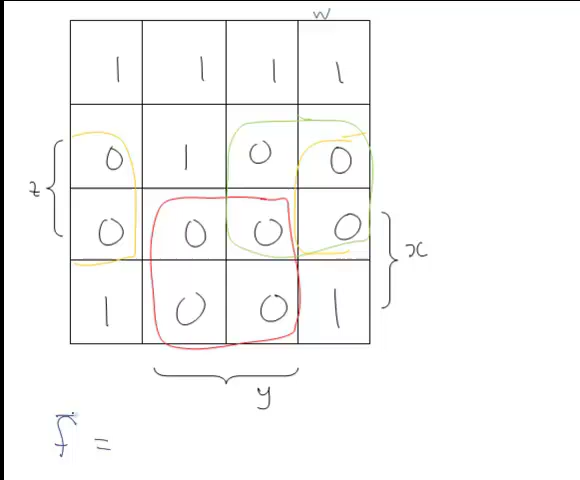 w
1 1 1 1
0 1 0 0
z
0 0 0 0
x
1 0 0 1
y
f̅ =